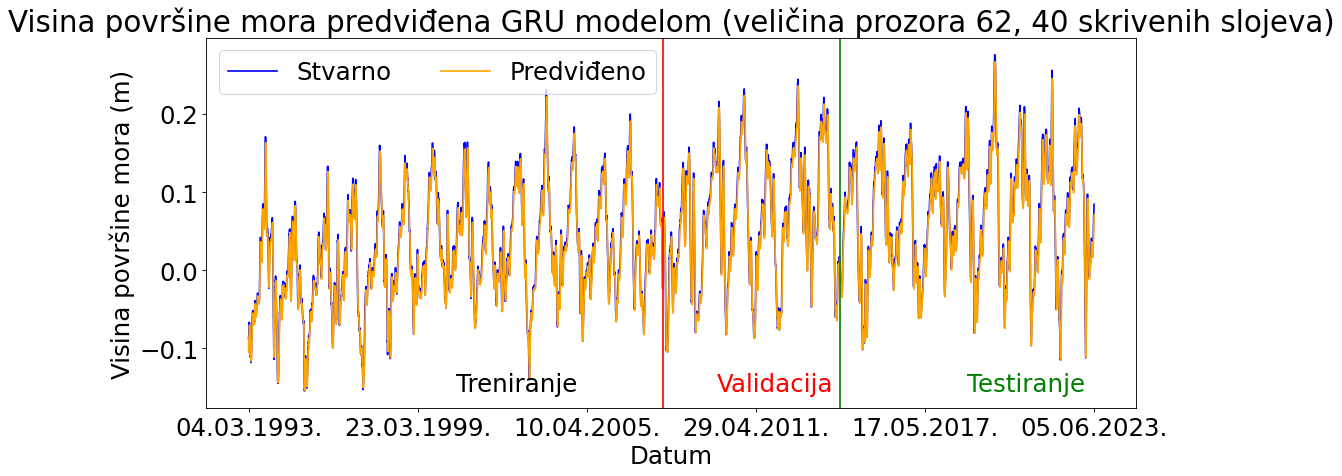 Visina površine mora predviđena GRU modelom (veličina prozora 62, 40 skrivenih slojeva)
Stvarno
Predviđeno
Visina površine mora (m)
0.2
0.1
0.0
−0.1
Treniranje
Validacija
Testiranje
04.03.1993.
23.03.1999.
10.04.2005.
29.04.2011.
17.05.2017.
05.06.2023.
Datum